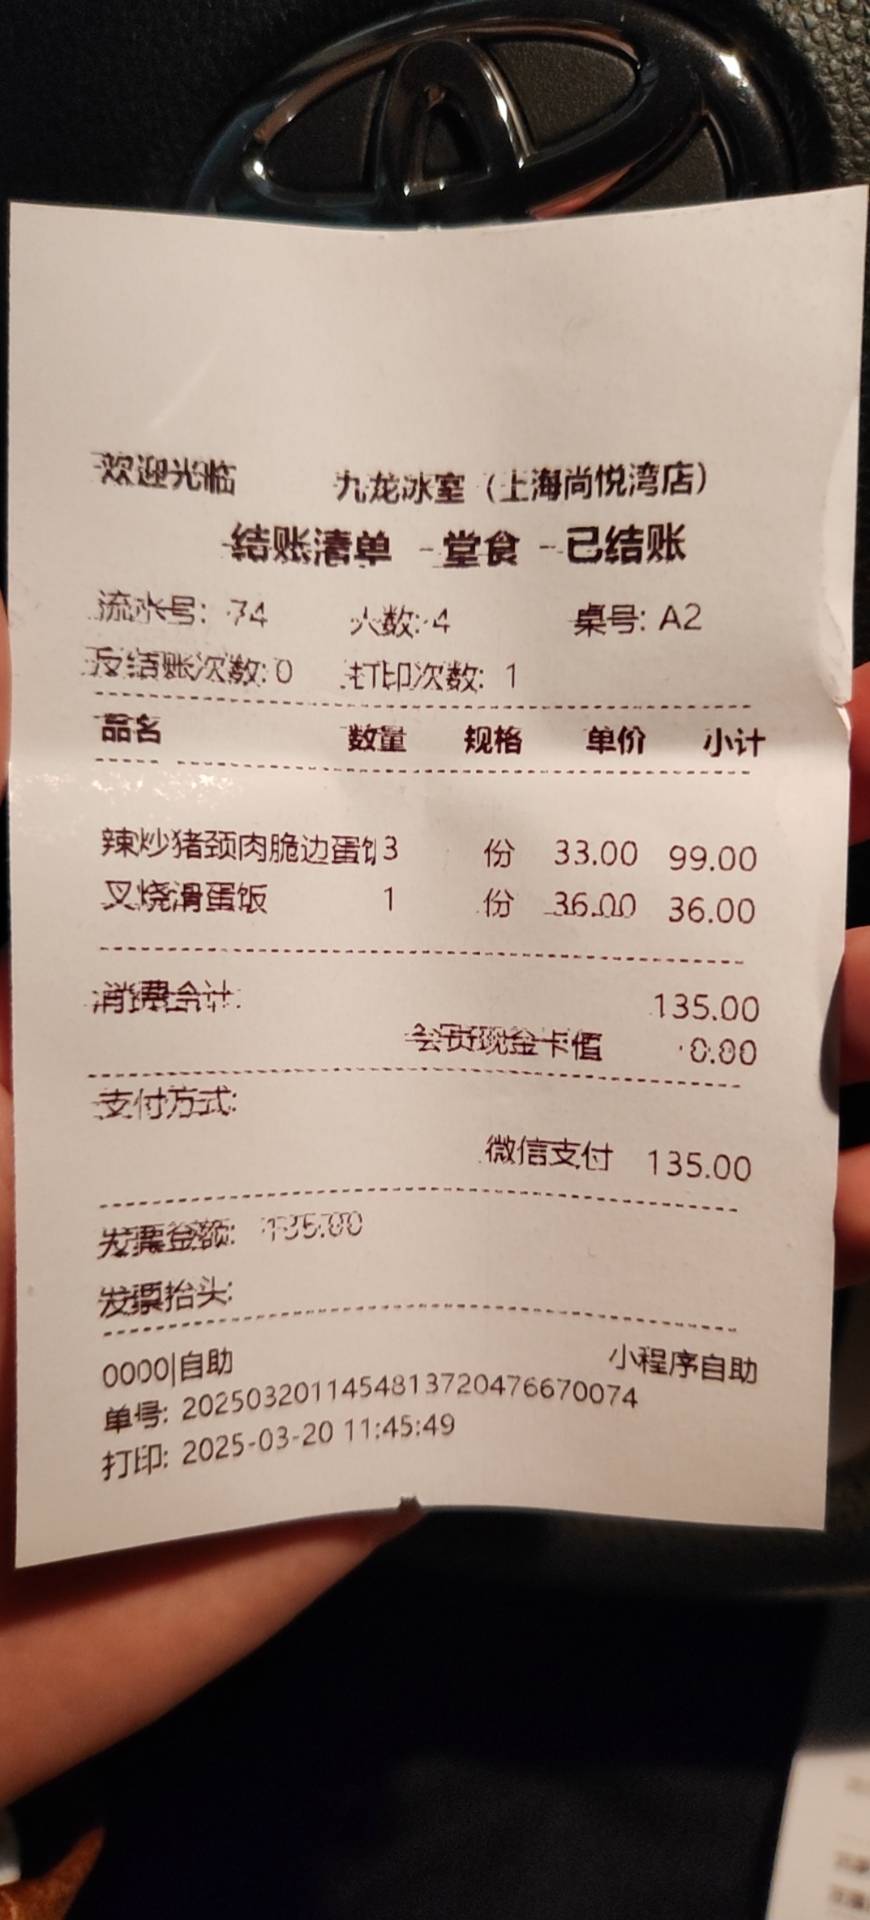 欢迎光临 九龙冰室（上海尚悦湾店）
结账清单 -堂食 -已结账
流水号: 74 人数: 4 桌号: A2
反结账次数: 0 打印次数: 1
品名 数量 规格 单价 小计
辣炒猪颈肉脆边蛋饭 3 份 33.00 99.00
叉烧滑蛋饭 1 份 36.00 36.00
消费合计: 135.00
会员现金卡值 0.00
支付方式:
微信支付 135.00
发票金额: 135.00
发票抬头:
0000|自助 小程序自助
单号: 2025032011454813720476670074
打印: 2025-03-20 11:45:49